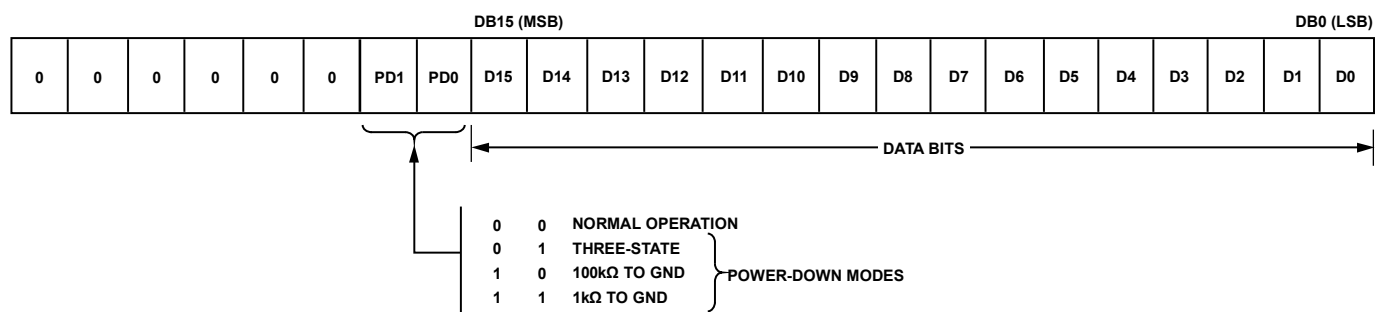 DB15 (MSB) DB0 (LSB)
0 0 0 0 0 0 PD1 PD0 D15 D14 D13 D12 D11 D10 D9 D8 D7 D6 D5 D4 D3 D2 D1 D0
DATA BITS
0 0 NORMAL OPERATION
0 1 THREE-STATE
1 0 100kΩ TO GND
1 1 1kΩ TO GND
POWER-DOWN MODES